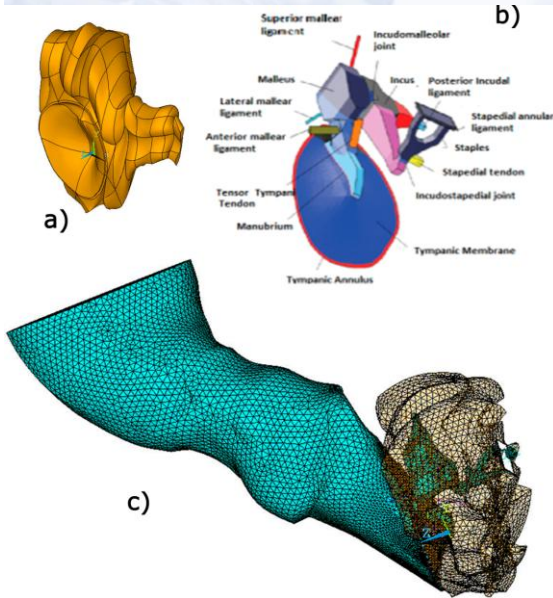 b)
Superior mallear
ligament
Incudomalleolar
joint
Malleus
Incus
Posterior Incudal
ligament
Lateral mallear
ligament
Stapedial annular
ligament
Anterior mallear
ligament
Staples
Stapedial tendon
a)
Tensor Tympani
Tendon
Incudostapedial joint
Manubrium
Tympanic Membrane
Tympanic Annulus
c)
Z